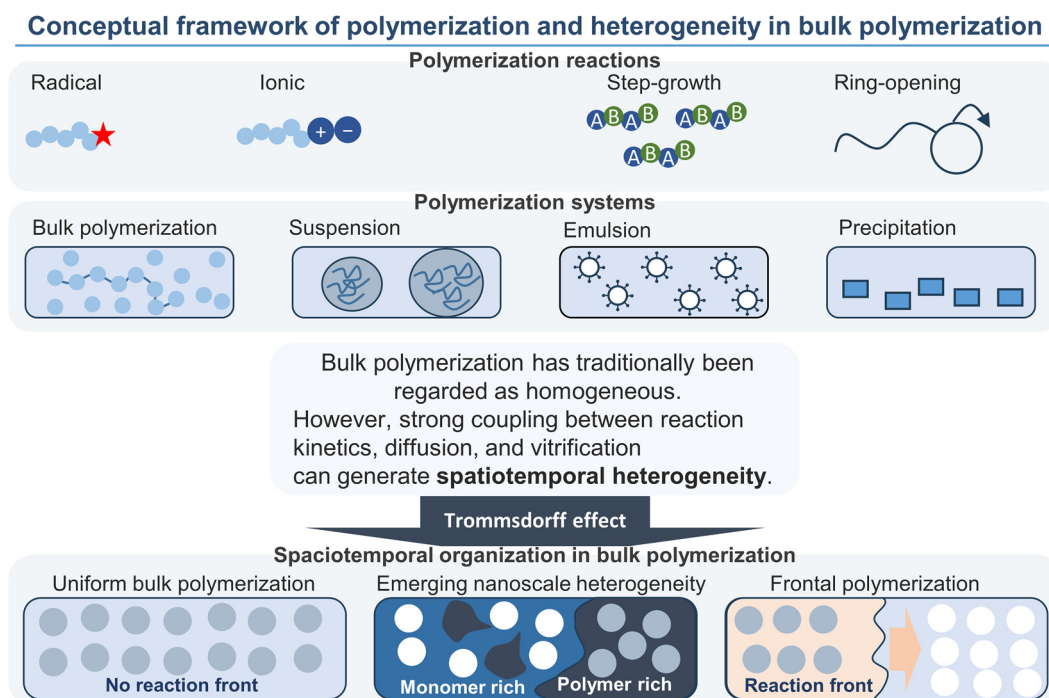 Conceptual framework of polymerization and heterogeneity in bulk polymerization
Polymerization reactions
Radical
Ionic
Step-growth
Ring-opening
+ −
A B A B
A B A B
A B A B
Polymerization systems
Bulk polymerization
Suspension
Emulsion
Precipitation
Bulk polymerization has traditionally been
regarded as homogeneous.
However, strong coupling between reaction
kinetics, diffusion, and vitrification
can generate spatiotemporal heterogeneity.
Trommsdorff effect
Spaciotemporal organization in bulk polymerization
Uniform bulk polymerization
Emerging nanoscale heterogeneity
Frontal polymerization
No reaction front
Monomer rich
Polymer rich
Reaction front